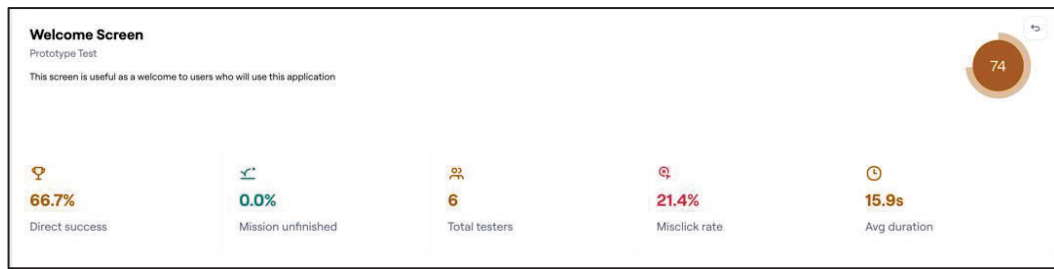 Welcome Screen
Prototype Test
This screen is useful as a welcome to users who will use this application
74
66.7%
Direct success
0.0%
Mission unfinished
6
Total testers
21.4%
Misclick rate
15.9s
Avg duration